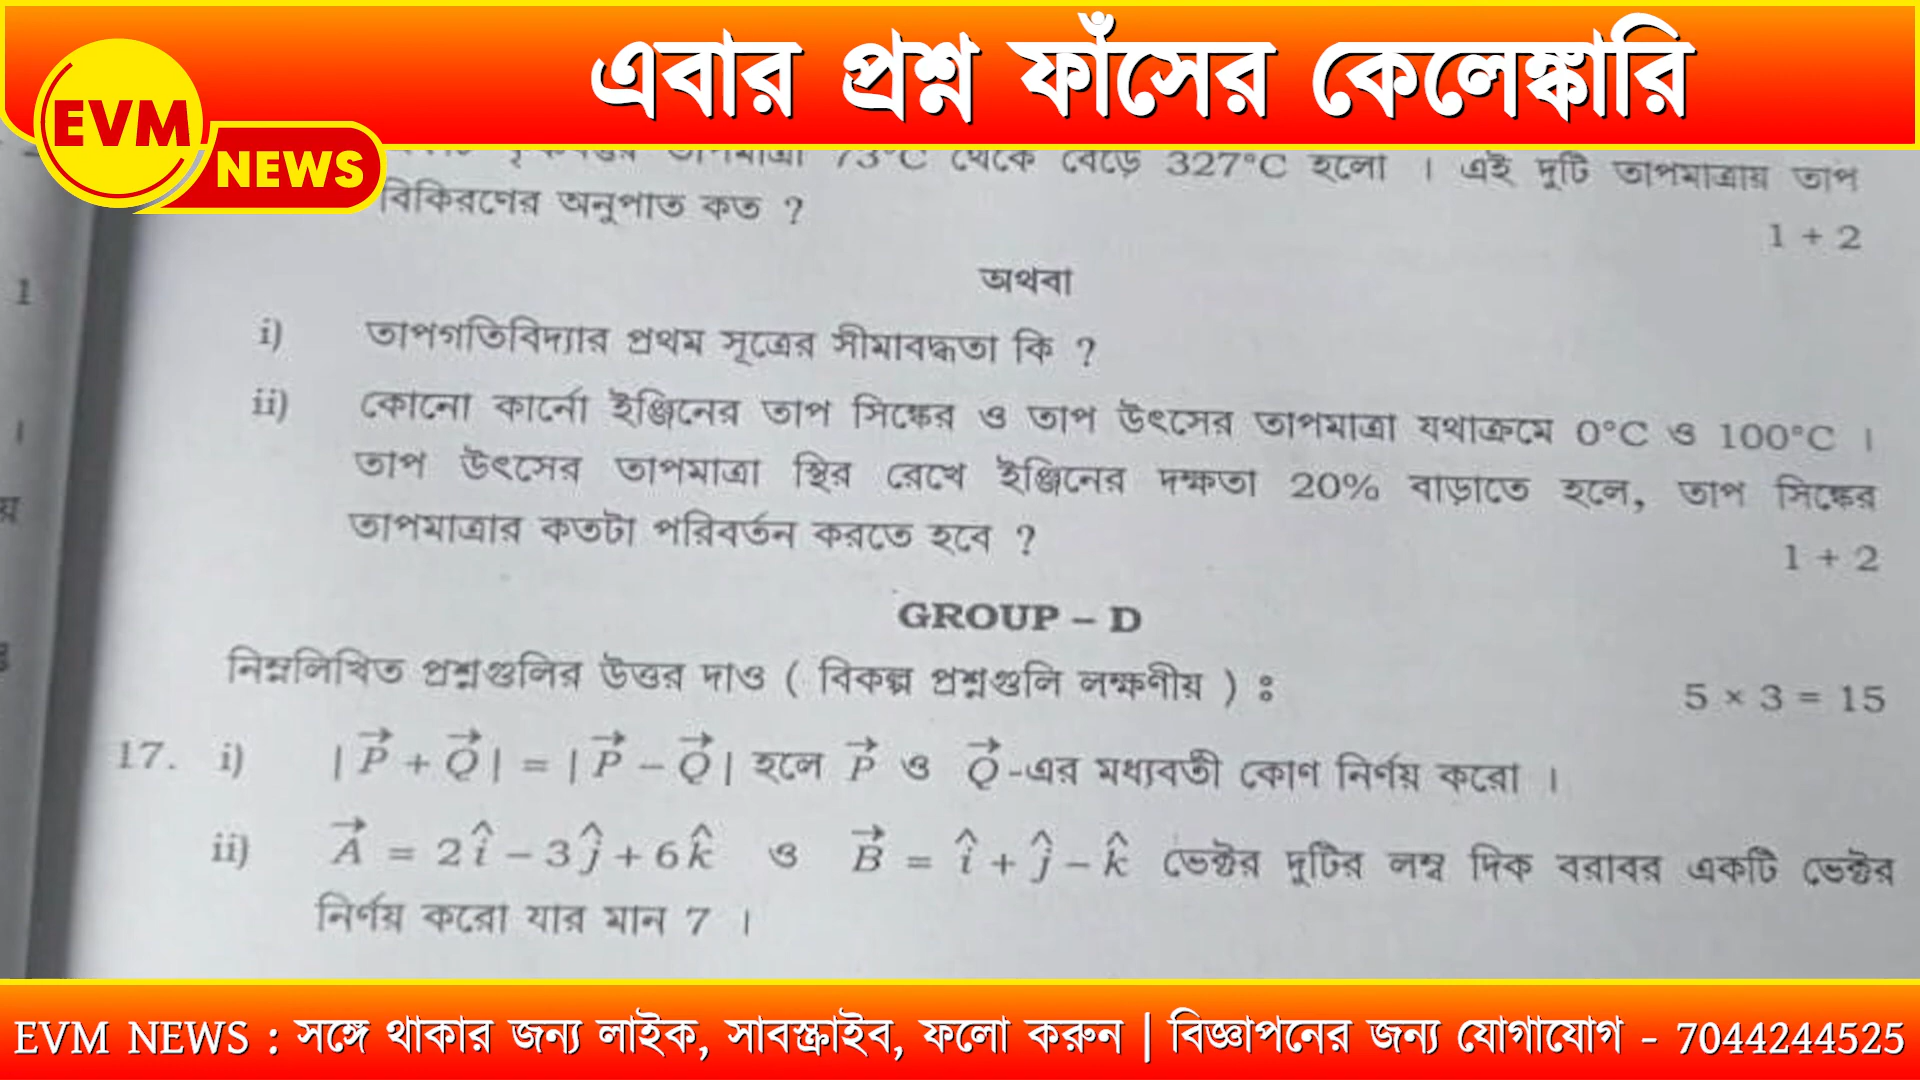 এবার প্রশ্ন ফাঁসের কেলেঙ্কারি
EVM
NEWS
তাপমাত্রা 73°C থেকে বেড়ে 327°C হলো । এই দুটি তাপমাত্রায় তাপ
বিকিরণের অনুপাত কত ?
1 + 2
অথবা
i) তাপগতিবিদ্যার প্রথম সূত্রের সীমাবদ্ধতা কি ?
ii) কোনো কার্নো ইঞ্জিনের তাপ সিঙ্কের ও তাপ উৎসের তাপমাত্রা যথাক্রমে 0°C ও 100°C ।
তাপ উৎসের তাপমাত্রা স্থির রেখে ইঞ্জিনের দক্ষতা 20% বাড়াতে হলে, তাপ সিঙ্কের
তাপমাত্রার কতটা পরিবর্তন করতে হবে ?
1 + 2
GROUP – D
নিম্নলিখিত প্রশ্নগুলির উত্তর দাও ( বিকল্প প্রশ্নগুলি লক্ষণীয় ) :
5 × 3 = 15
17. i) |P⃗ + Q⃗| = |P⃗ – Q⃗| হলে P⃗ ও Q⃗-এর মধ্যবর্তী কোণ নির্ণয় করো ।
ii) A⃗ = 2î – 3ĵ + 6k̂ ও B⃗ = î + ĵ – k̂ ভেক্টর দুটির লম্ব দিক বরাবর একটি ভেক্টর
নির্ণয় করো যার মান 7 ।
EVM NEWS : সঙ্গে থাকার জন্য লাইক, সাবস্ক্রাইব, ফলো করুন | বিজ্ঞাপনের জন্য যোগাযোগ - 7044244525